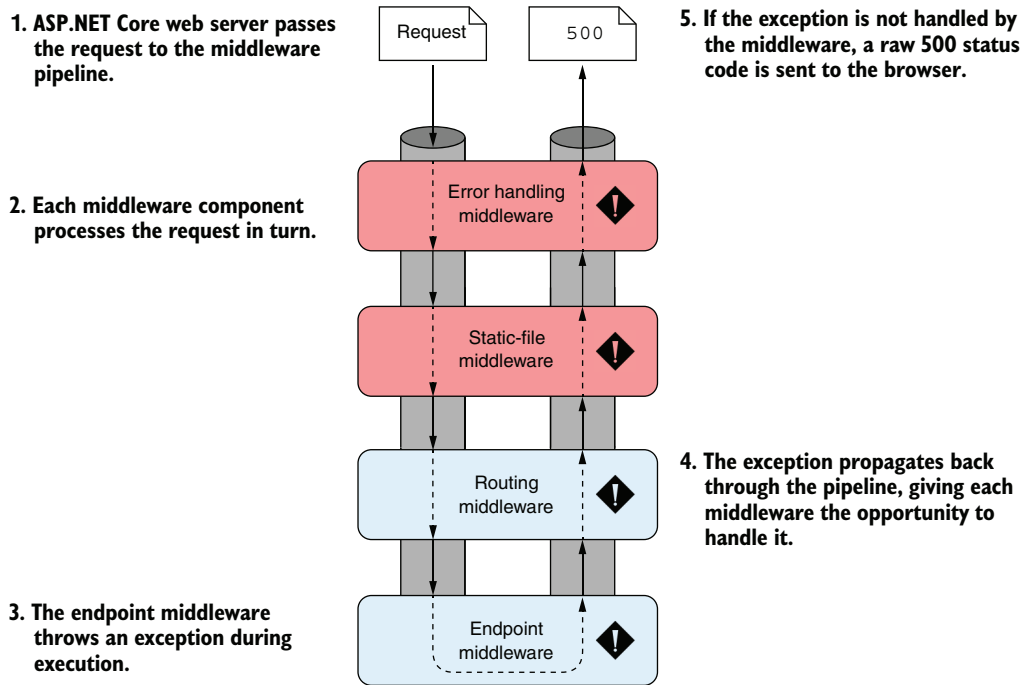 1. ASP.NET Core web server passes
the request to the middleware
pipeline.
Request
500
5. If the exception is not handled by
the middleware, a raw 500 status
code is sent to the browser.
2. Each middleware component
processes the request in turn.
Error handling
middleware
!
Static-file
middleware
!
Routing
middleware
!
4. The exception propagates back
through the pipeline, giving each
middleware the opportunity to
handle it.
3. The endpoint middleware
throws an exception during
execution.
Endpoint
middleware
!